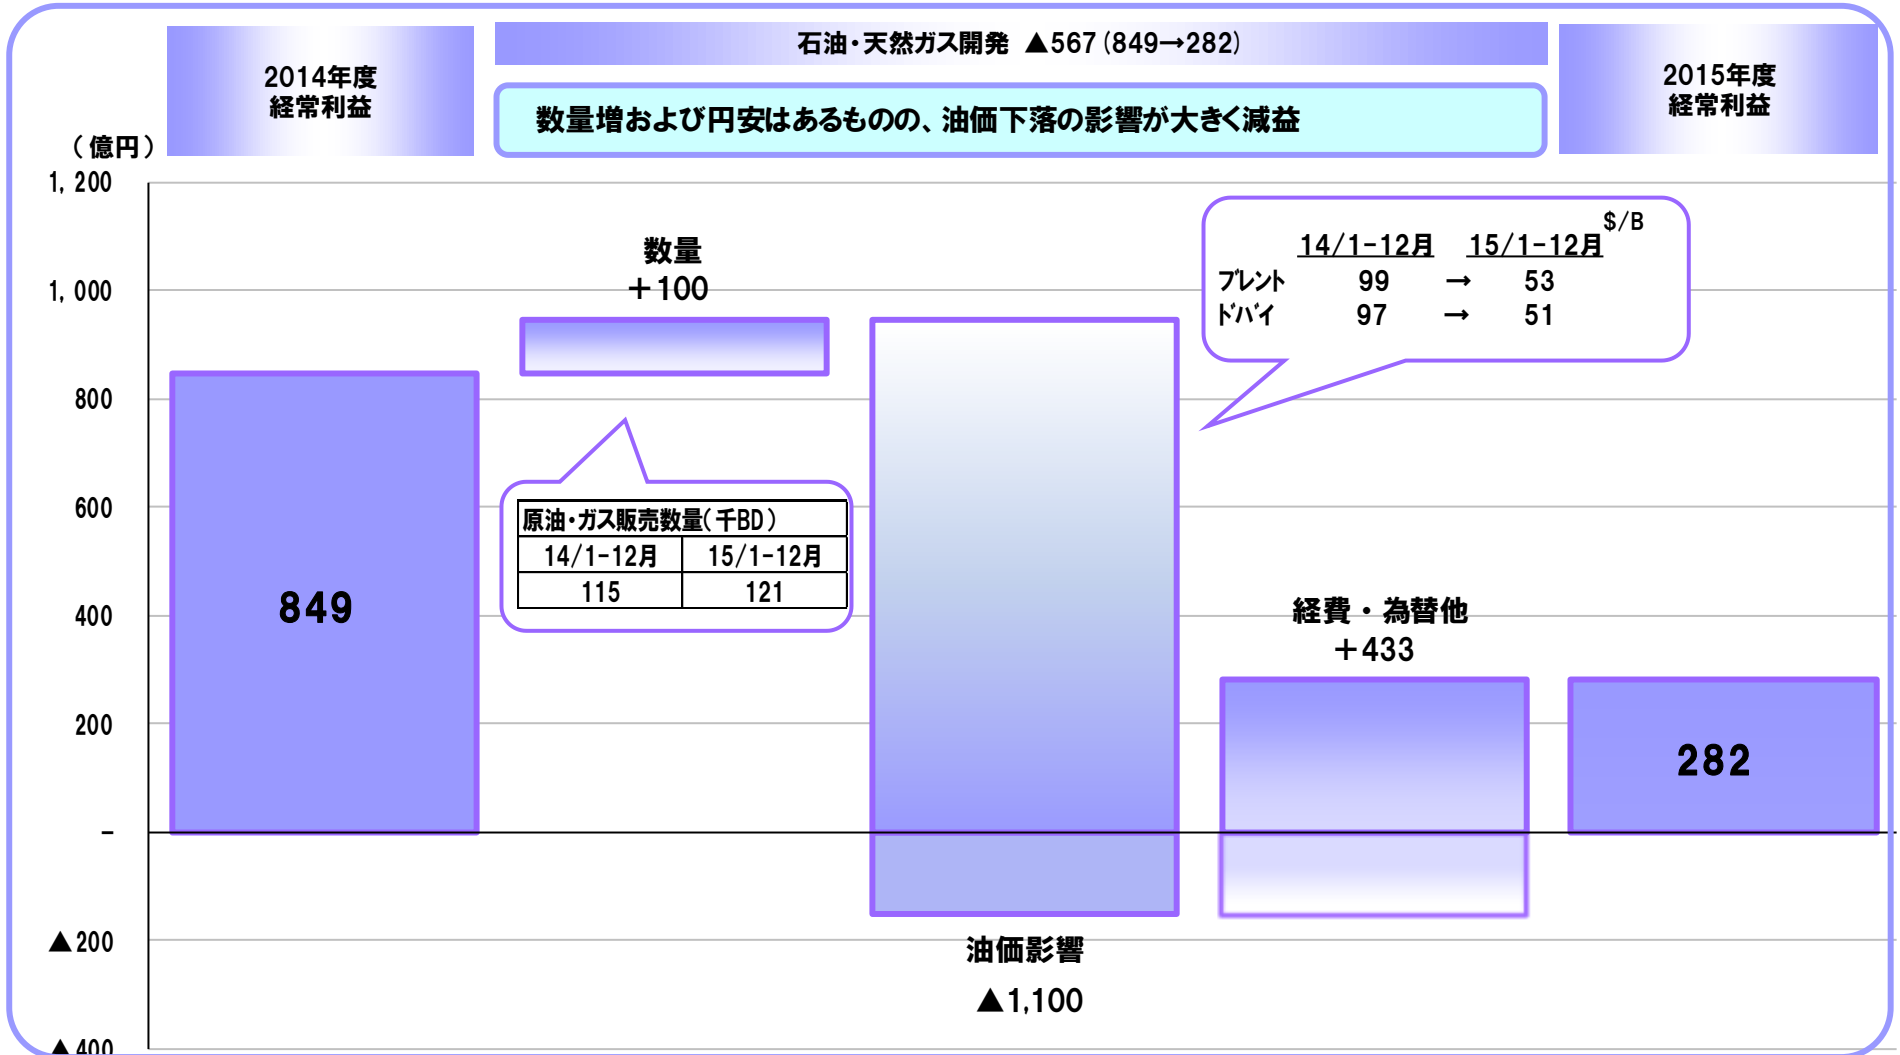 石油・天然ガス開発 ▲567(849→282)
2014年度
経常利益
数量増および円安はあるものの、油価下落の影響が大きく減益
2015年度
経常利益
(億円)
1,200
1,000
800
600
400
200
–
▲200
▲400
数量
+100
$/B
14/1-12月 15/1-12月
ブレント 99 → 53
ドバイ 97 → 51
原油・ガス販売数量(千BD)
14/1-12月 15/1-12月
115 121
849
経費・為替他
+433
282
油価影響
▲1,100